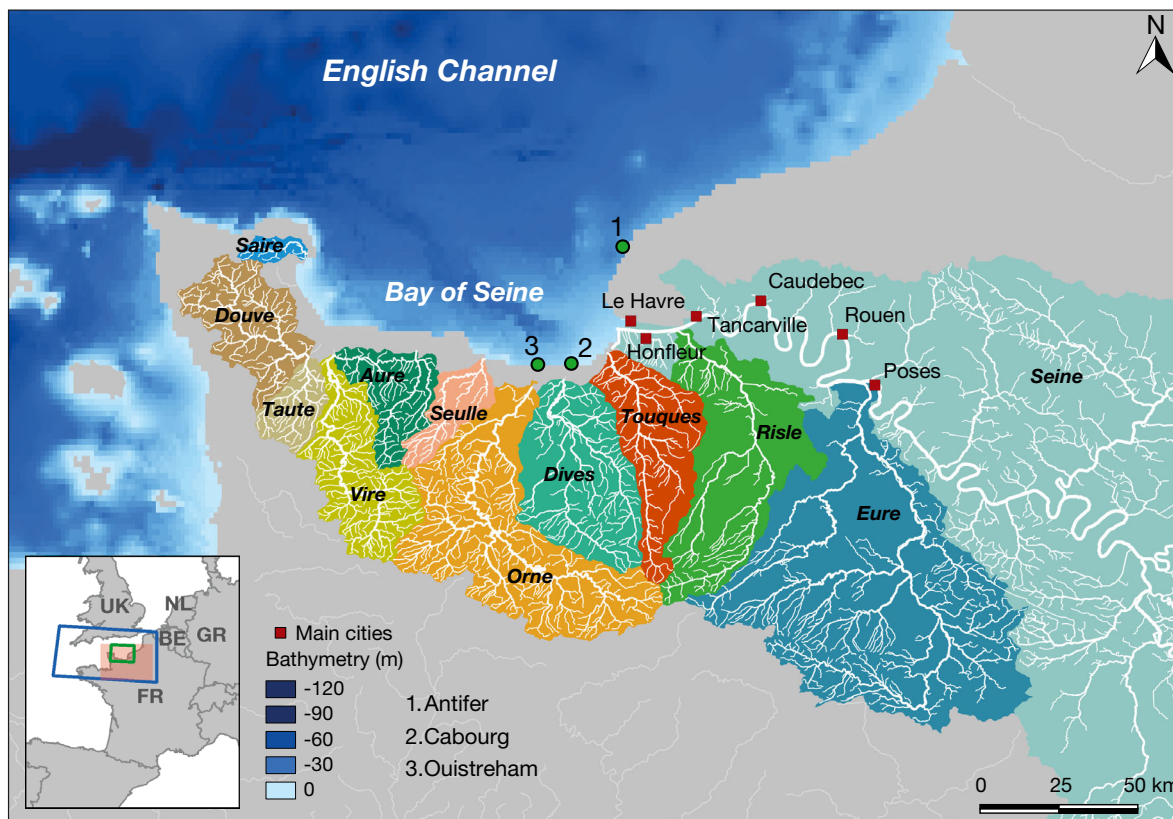 N
English Channel
1
Saire
Bay of Seine
Caudebec
Le Havre
Rouen
Douve
Tancarville
3
2
Honfleur
Poses
Seine
Aure
Taute
Seulle
Touques
Risle
Dives
Vire
Eure
Orne
UK
NL
BE
GR
FR
Main cities
Bathymetry (m)
-120
-90
-60
-30
0
1.Antifer
2.Cabourg
3.Ouistreham
0 25 50 km